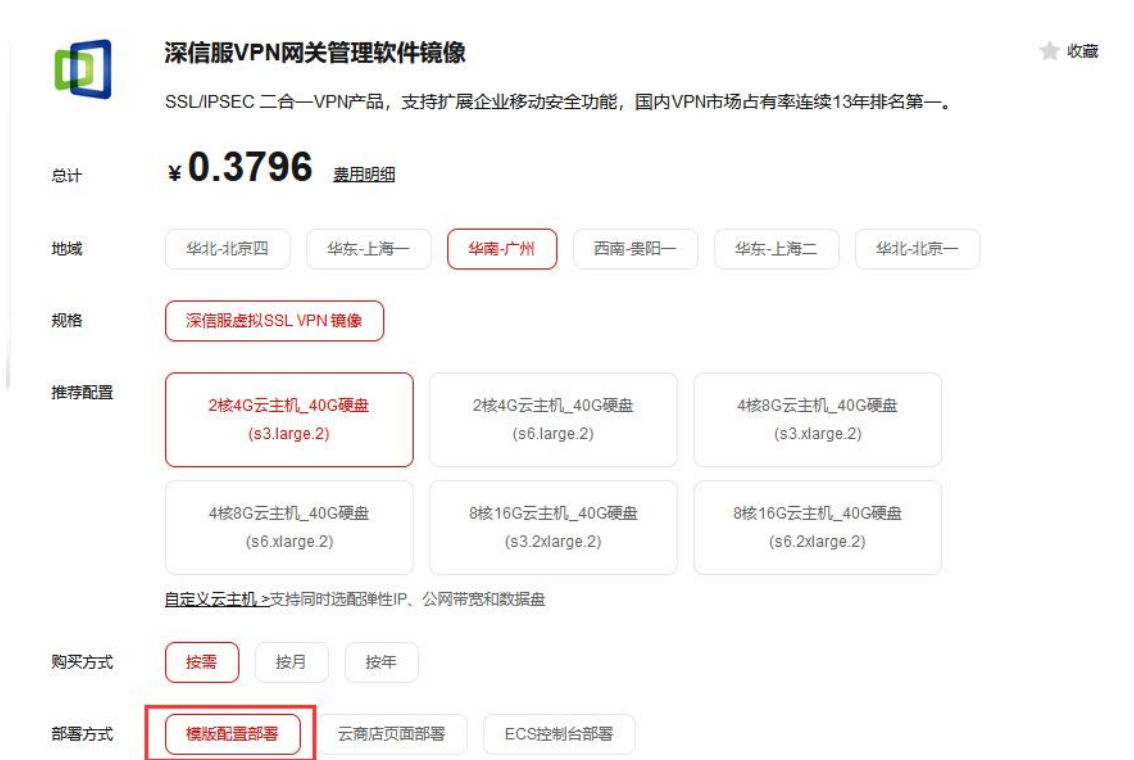 深信服VPN网关管理软件镜像
收藏
SSL/IPSEC 二合一VPN产品，支持扩展企业移动安全功能，国内VPN市场占有率连续13年排名第一。
总计 ¥ 0.3796 费用明细
地域 华北-北京四 华东-上海一 华南-广州 西南-贵阳一 华东-上海二 华北-北京一
规格 深信服虚拟SSL VPN 镜像
推荐配置
2核4G云主机_40G硬盘 2核4G云主机_40G硬盘 4核8G云主机_40G硬盘
(s3.large.2) (s6.large.2) (s3.xlarge.2)
4核8G云主机_40G硬盘 8核16G云主机_40G硬盘 8核16G云主机_40G硬盘
(s6.xlarge.2) (s3.2xlarge.2) (s6.2xlarge.2)
自定义云主机 >支持同时选配弹性IP、公网带宽和数据盘
购买方式 按需 按月 按年
部署方式 模版配置部署 云商店页面部署 ECS控制台部署